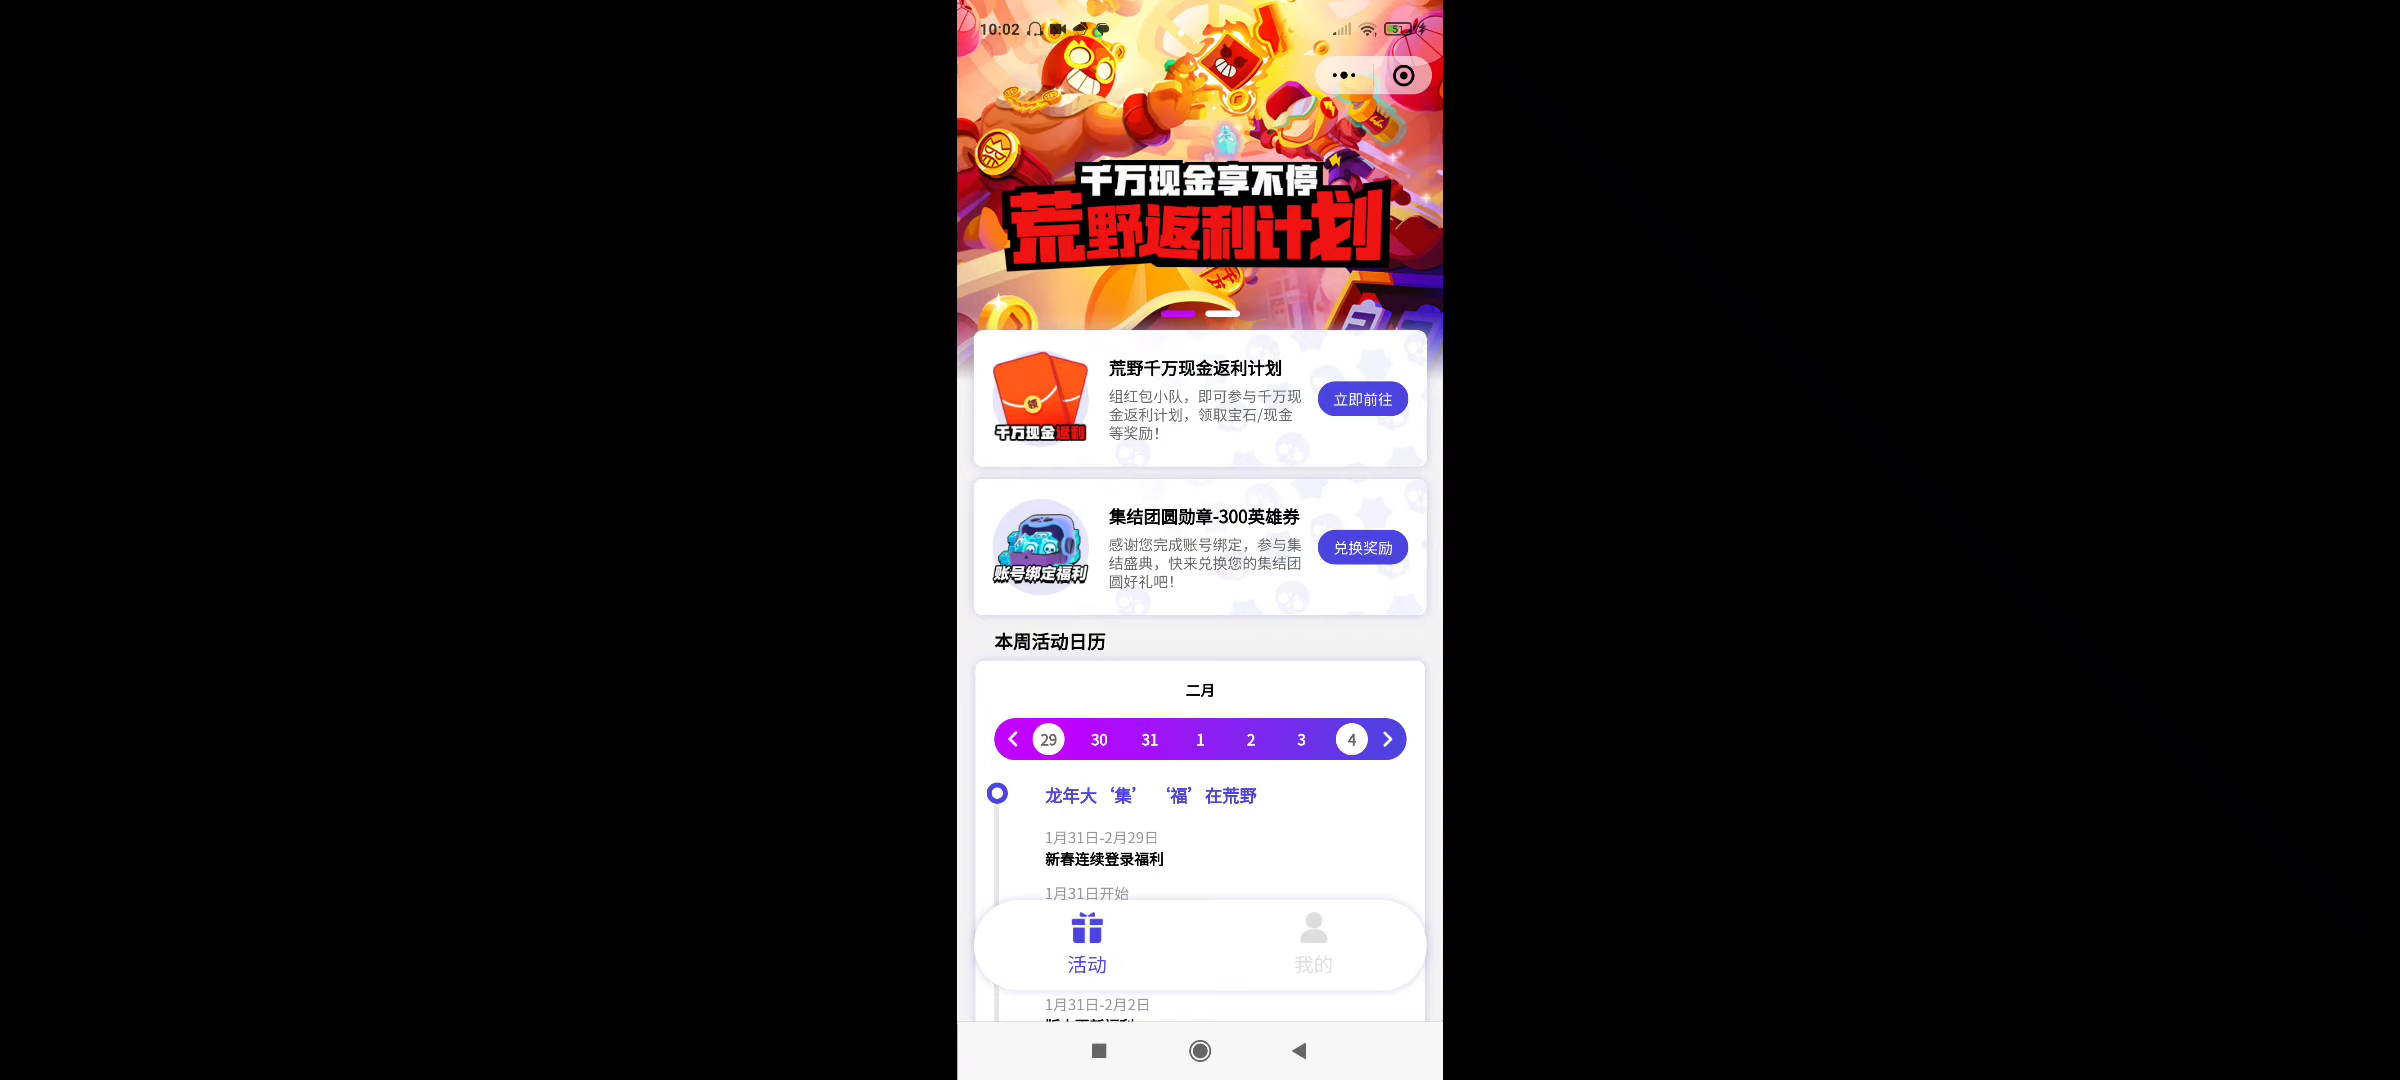 10:02
51
千万现金享不停
荒野返利计划
荒野千万现金返利计划
组红包小队，即可参与千万现
金返利计划，领取宝石/现金
等奖励！
立即前往
领
千万现金返利
集结团圆勋章-300英雄券
感谢您完成账号绑定，参与集
结盛典，快来兑换您的集结团
圆好礼吧！
兑换奖励
账号绑定福利
本周活动日历
二月
29 30 31 1 2 3 4
龙年大‘集’ ‘福’在荒野
1月31日-2月29日
新春连续登录福利
1月31日开始
活动 我的
1月31日-2月2日